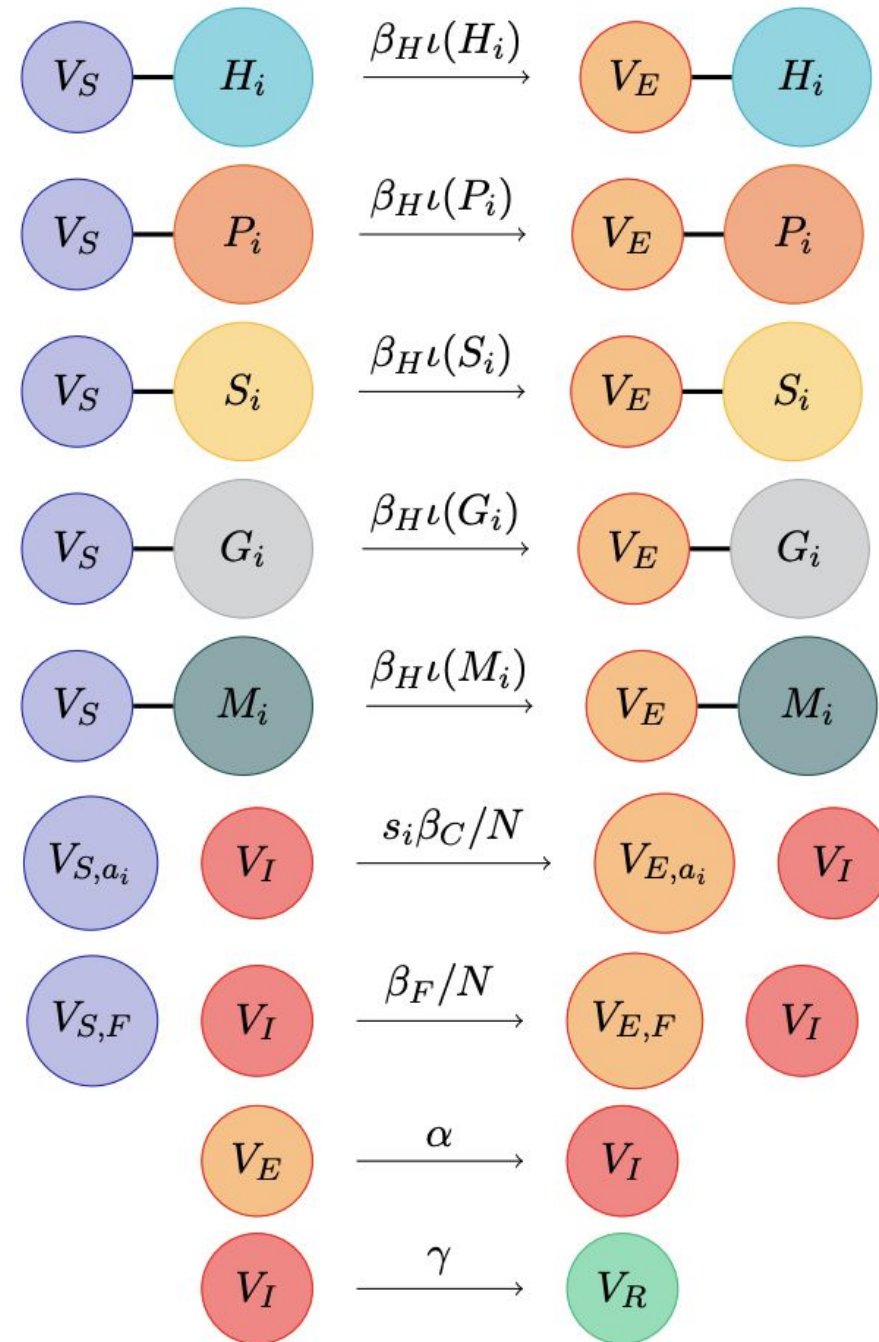 V_S H_i β_H ι(H_i) V_E H_i
V_S P_i β_H ι(P_i) V_E P_i
V_S S_i β_H ι(S_i) V_E S_i
V_S G_i β_H ι(G_i) V_E G_i
V_S M_i β_H ι(M_i) V_E M_i
V_{S,a_i} V_I s_i β_C/N V_{E,a_i} V_I
V_{S,F} V_I β_F/N V_{E,F} V_I
V_E α V_I
V_I γ V_R